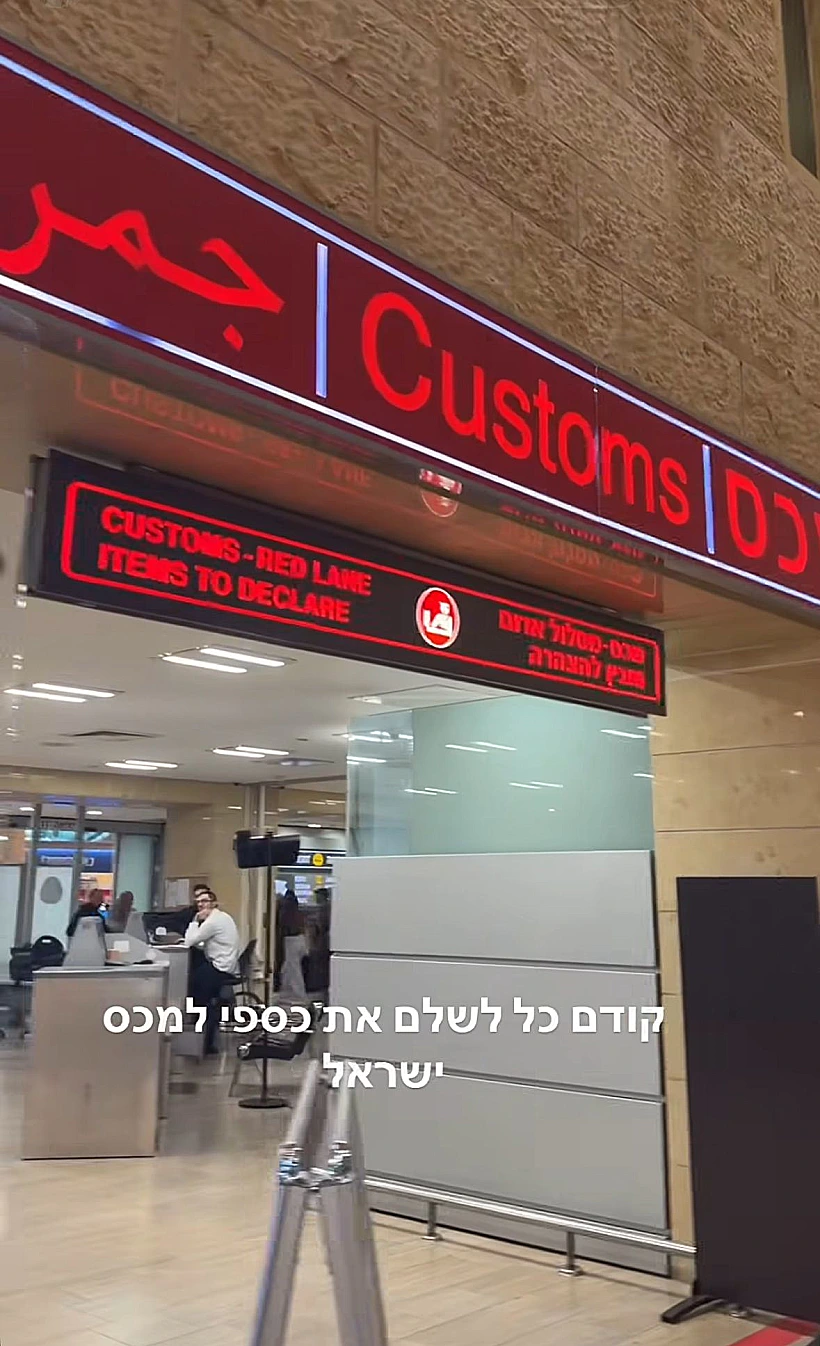 جمر
Customs
מכס
CUSTOMS-RED LANE
ITEMS TO DECLARE
מכס-מסלול אדום
טובין להצהרה
קודם כל לשלם את כספי למכס
ישראל